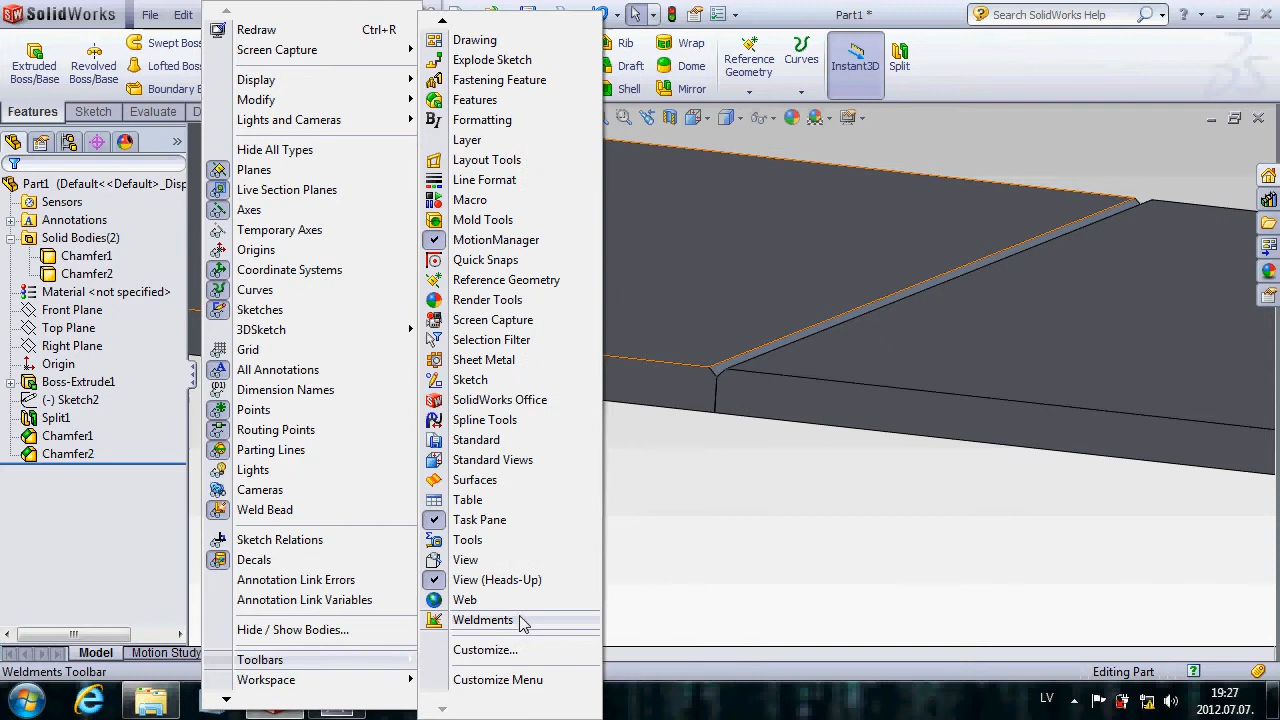 SolidWorks
File
Edit
Part1 *
Search SolidWorks Help
Extruded Boss/Base
Revolved Boss/Base
Swept Bos
Lofted Bos
Boundary B
Rib
Draft
Shell
Wrap
Dome
Mirror
Reference Geometry
Curves
Instant3D
Split
Features
Sketch
Evaluate
D
Part1 (Default<<Default>_Disp
Sensors
Annotations
Solid Bodies(2)
Chamfer1
Chamfer2
Material <not specified>
Front Plane
Top Plane
Right Plane
Origin
Boss-Extrude1
(-) Sketch2
Split1
Chamfer1
Chamfer2
Redraw Ctrl+R
Screen Capture
Display
Modify
Lights and Cameras
Hide All Types
Planes
Live Section Planes
Axes
Temporary Axes
Origins
Coordinate Systems
Curves
Sketches
3DSketch
Grid
All Annotations
Dimension Names
Points
Routing Points
Parting Lines
Lights
Cameras
Weld Bead
Sketch Relations
Decals
Annotation Link Errors
Annotation Link Variables
Hide / Show Bodies...
Toolbars
Workspace
Drawing
Explode Sketch
Fastening Feature
Features
Formatting
Layer
Layout Tools
Line Format
Macro
Mold Tools
MotionManager
Quick Snaps
Reference Geometry
Render Tools
Screen Capture
Selection Filter
Sheet Metal
Sketch
SolidWorks Office
Spline Tools
Standard
Standard Views
Surfaces
Table
Task Pane
Tools
View
View (Heads-Up)
Web
Weldments
Customize...
Customize Menu
Model
Motion Study
Weldments Toolbar
Editing Part
LV
19:27
2012.07.07.